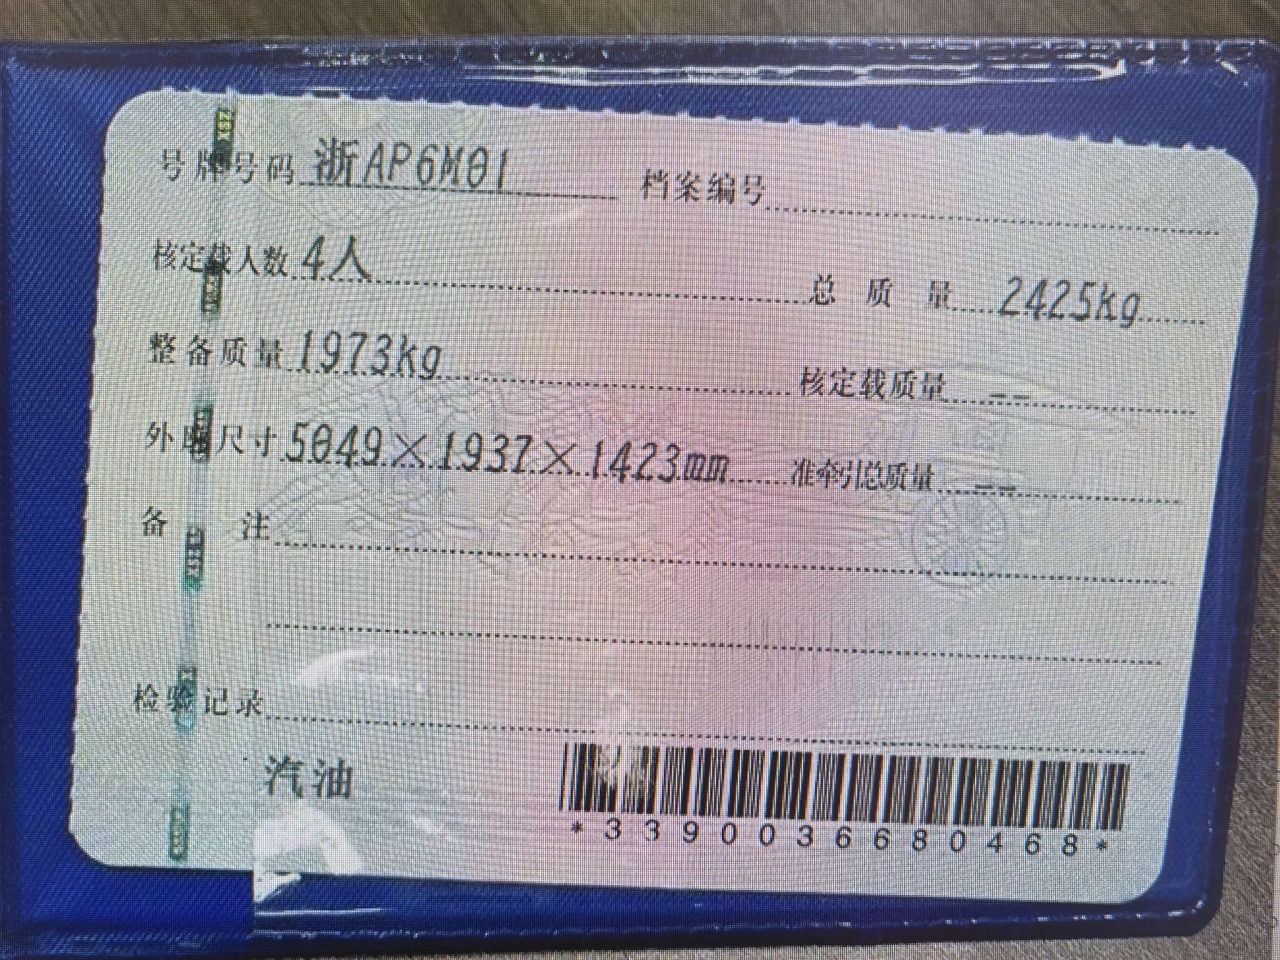 号牌号码 浙AP6M01 档案编号
核定载人数 4人 总质量 2425kg
整备质量 1973kg 核定载质量 --
外廓尺寸 5049×1937×1423mm 准牵引总质量 --
备注
检验记录
汽油
*3390036680468*